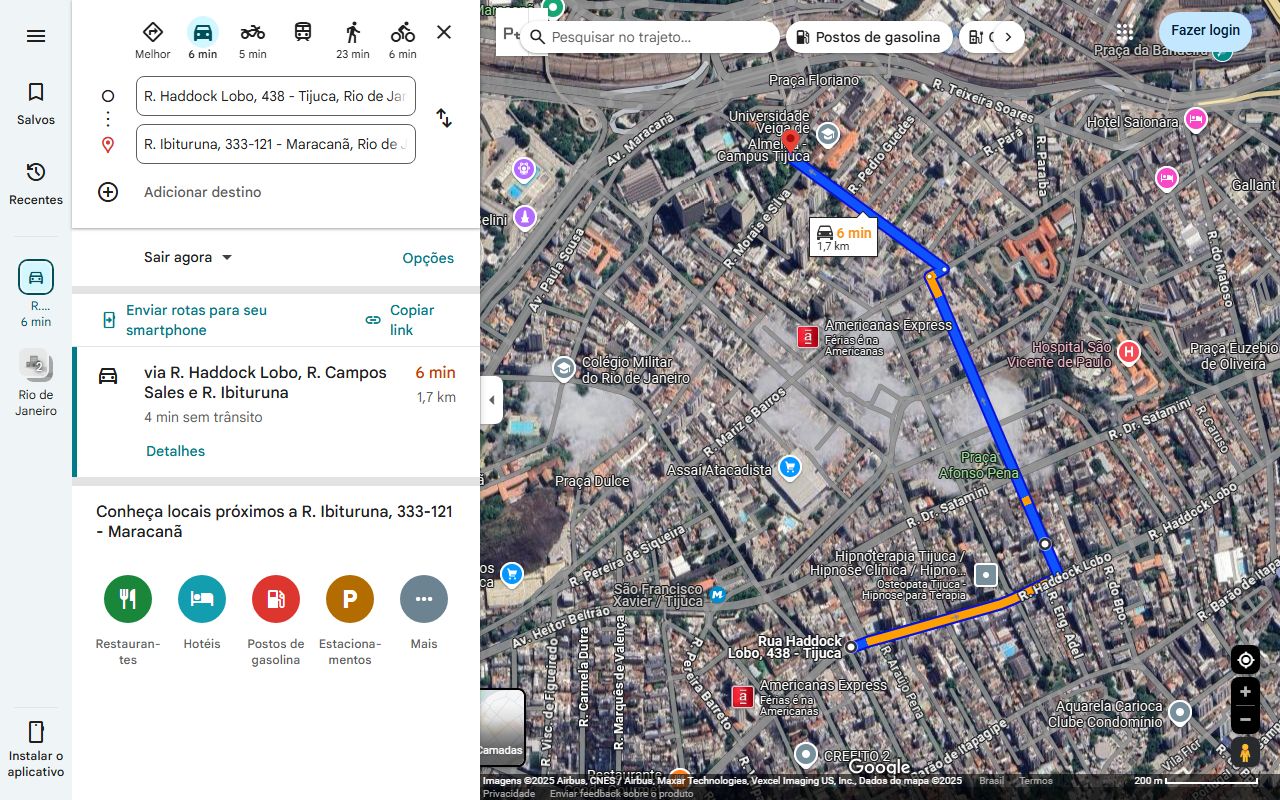 Melhor
6 min
5 min
23 min
6 min
R. Haddock Lobo, 438 - Tijuca, Rio de Jan
R. Ibituruna, 333-121 - Maracanã, Rio de J
Adicionar destino
Salvos
Recentes
R....
6 min
2
Rio de
Janeiro
Instalar o
aplicativo
Sair agora
Opções
Enviar rotas para seu
smartphone
Copiar
link
via R. Haddock Lobo, R. Campos
Sales e R. Ibituruna
6 min
1,7 km
4 min sem trânsito
Detalhes
Conheça locais próximos a R. Ibituruna, 333-121
- Maracanã
Restauran-
tes
Hotéis
Postos de
gasolina
P
Estaciona-
mentos
Mais
Pesquisar no trajeto...
Postos de gasolina
Fazer login
Praça da Bandeira
Praça Floriano
R. Teixeira Soares
Universidade
Veiga de
Almeida -
Campus Tijuca
Av. Maracanã
R. Pedro Guedes
R. Pará
R. Paraíba
Hotel Saionara
Gallant
R. Morais e Silva
Av. Paula Sousa
R. do Matoso
6 min
1,7 km
Americanas Express
Férias é na
Americanas
Hospital São
Vicente de Paulo
H
Praça Euzebio
de Oliveira
Colégio Militar
do Rio de Janeiro
R. Mariz e Barros
R. Dr. Satamini
R. Caruso
Praça
Afonso Pena
Assaí Atacadista
Praça Dulce
R. Dr. Satamini
R. Haddock Lobo
R. Pereira de Siqueira
Hipnoterapia Tijuca /
Hipnose Clínica / Hipno...
Osteopata Tijuca -
Hipnose para Terapia
R. Haddock Lobo
São Francisco
Xavier / Tijuca
M
Av. Heitor Beltrão
R. Eng. Adel
R. do Bpo.
R. Barão de Itapa
Rua Haddock
Lobo, 438 - Tijuca
R. Visc. de Figueiredo
R. Carmela Dutra
R. Marquês de Valença
R. Pereira Barreto
R. Araújo Pena
Americanas Express
Férias é na
Americanas
Aquarela Carioca
Clube Condomínio
Barão de Itapagipe
Vila Flor
CREFITO 2
Restaurante
Camadas
Google
Imagens ©2025 Airbus, CNES / Airbus, Maxar Technologies, Vexcel Imaging US, Inc., Dados do mapa ©2025
Brasil
Termos
200 m
Privacidade
Enviar feedback sobre o produto